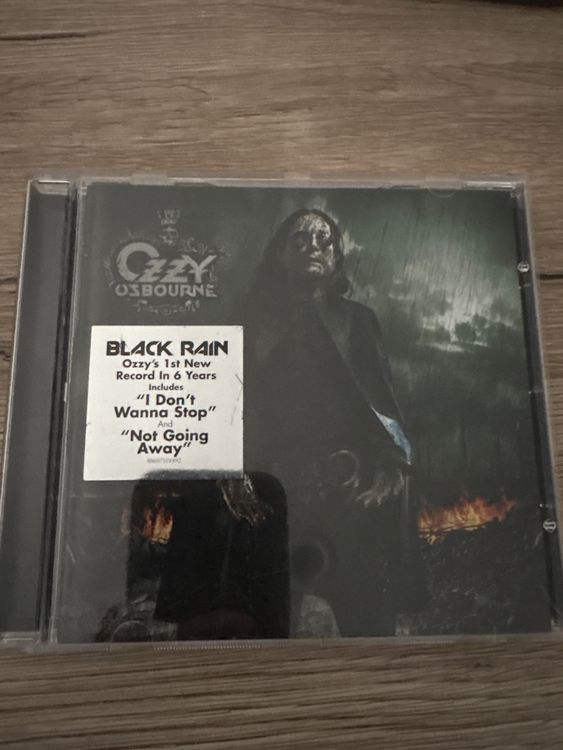 OZZY
OSBOURNE
BLACK RAIN
Ozzy's 1st New
Record In 6 Years
Includes
"I Don't
Wanna Stop"
And
"Not Going
Away"